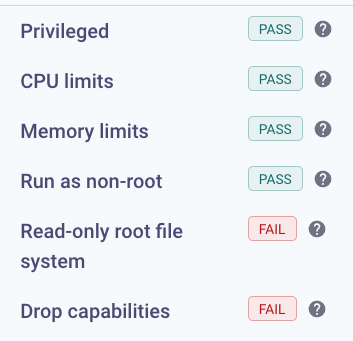 Privileged PASS ?
CPU limits PASS ?
Memory limits PASS ?
Run as non-root PASS ?
Read-only root file FAIL ?
system
Drop capabilities FAIL ?